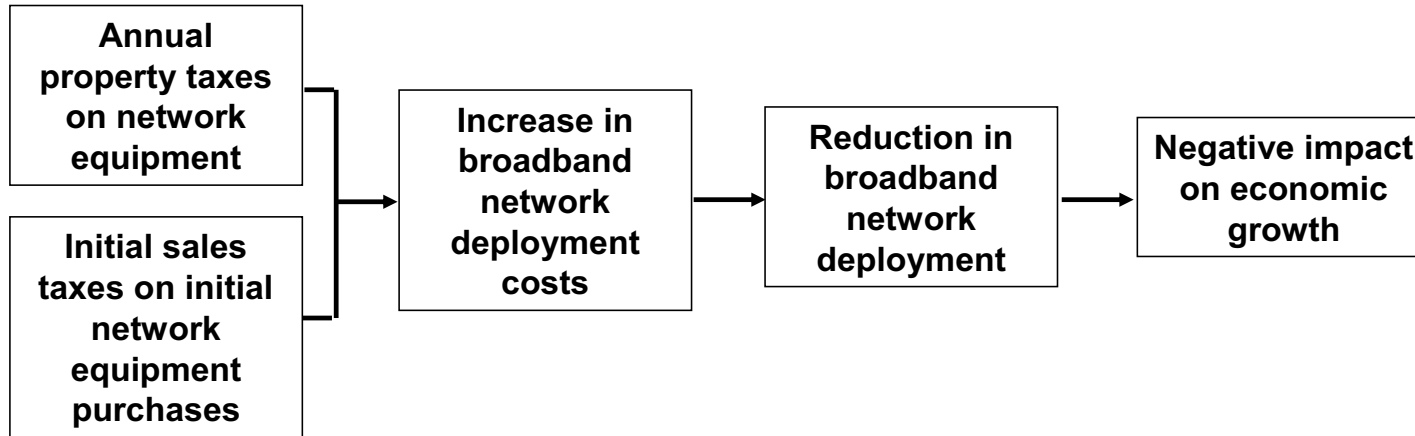 Annual
property taxes
on network
equipment
Initial sales
taxes on initial
network
equipment
purchases
Increase in
broadband
network
deployment
costs
Reduction in
broadband
network
deployment
Negative impact
on economic
growth